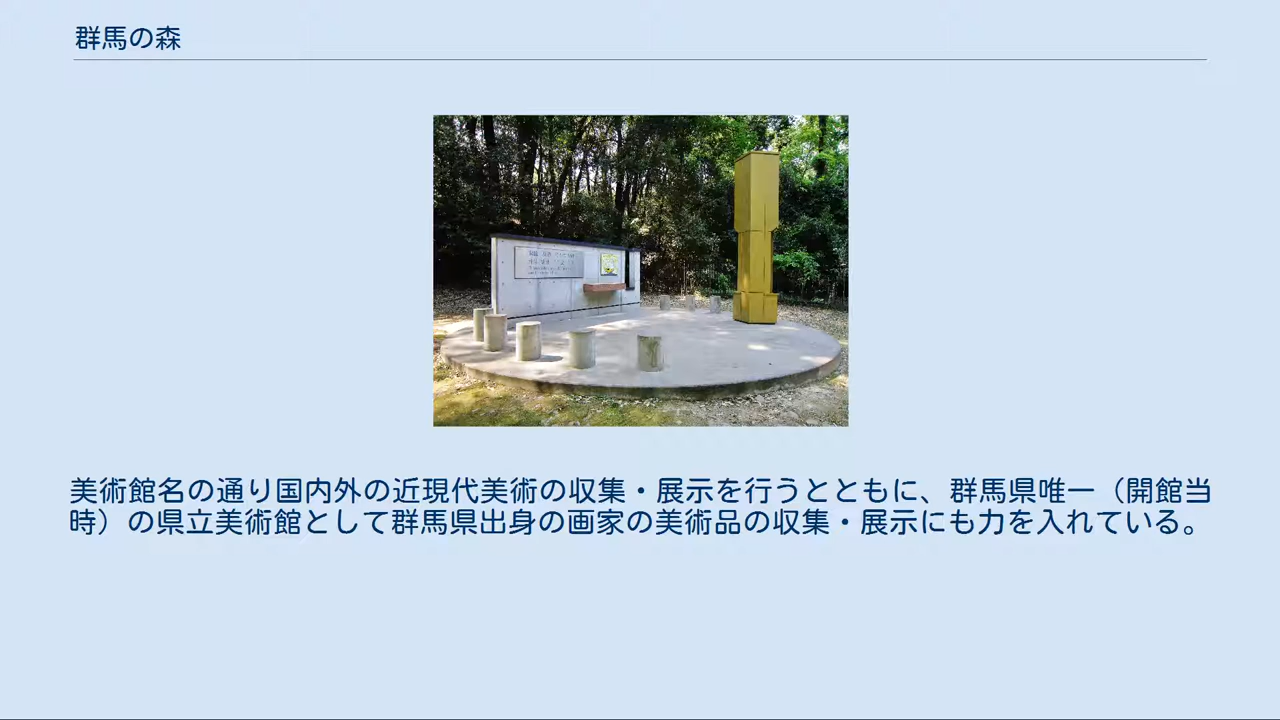 群馬の森
美術館名の通り国内外の近現代美術の収集・展示を行うとともに、群馬県唯一（開館当
時）の県立美術館として群馬県出身の画家の美術品の収集・展示にも力を入れている。